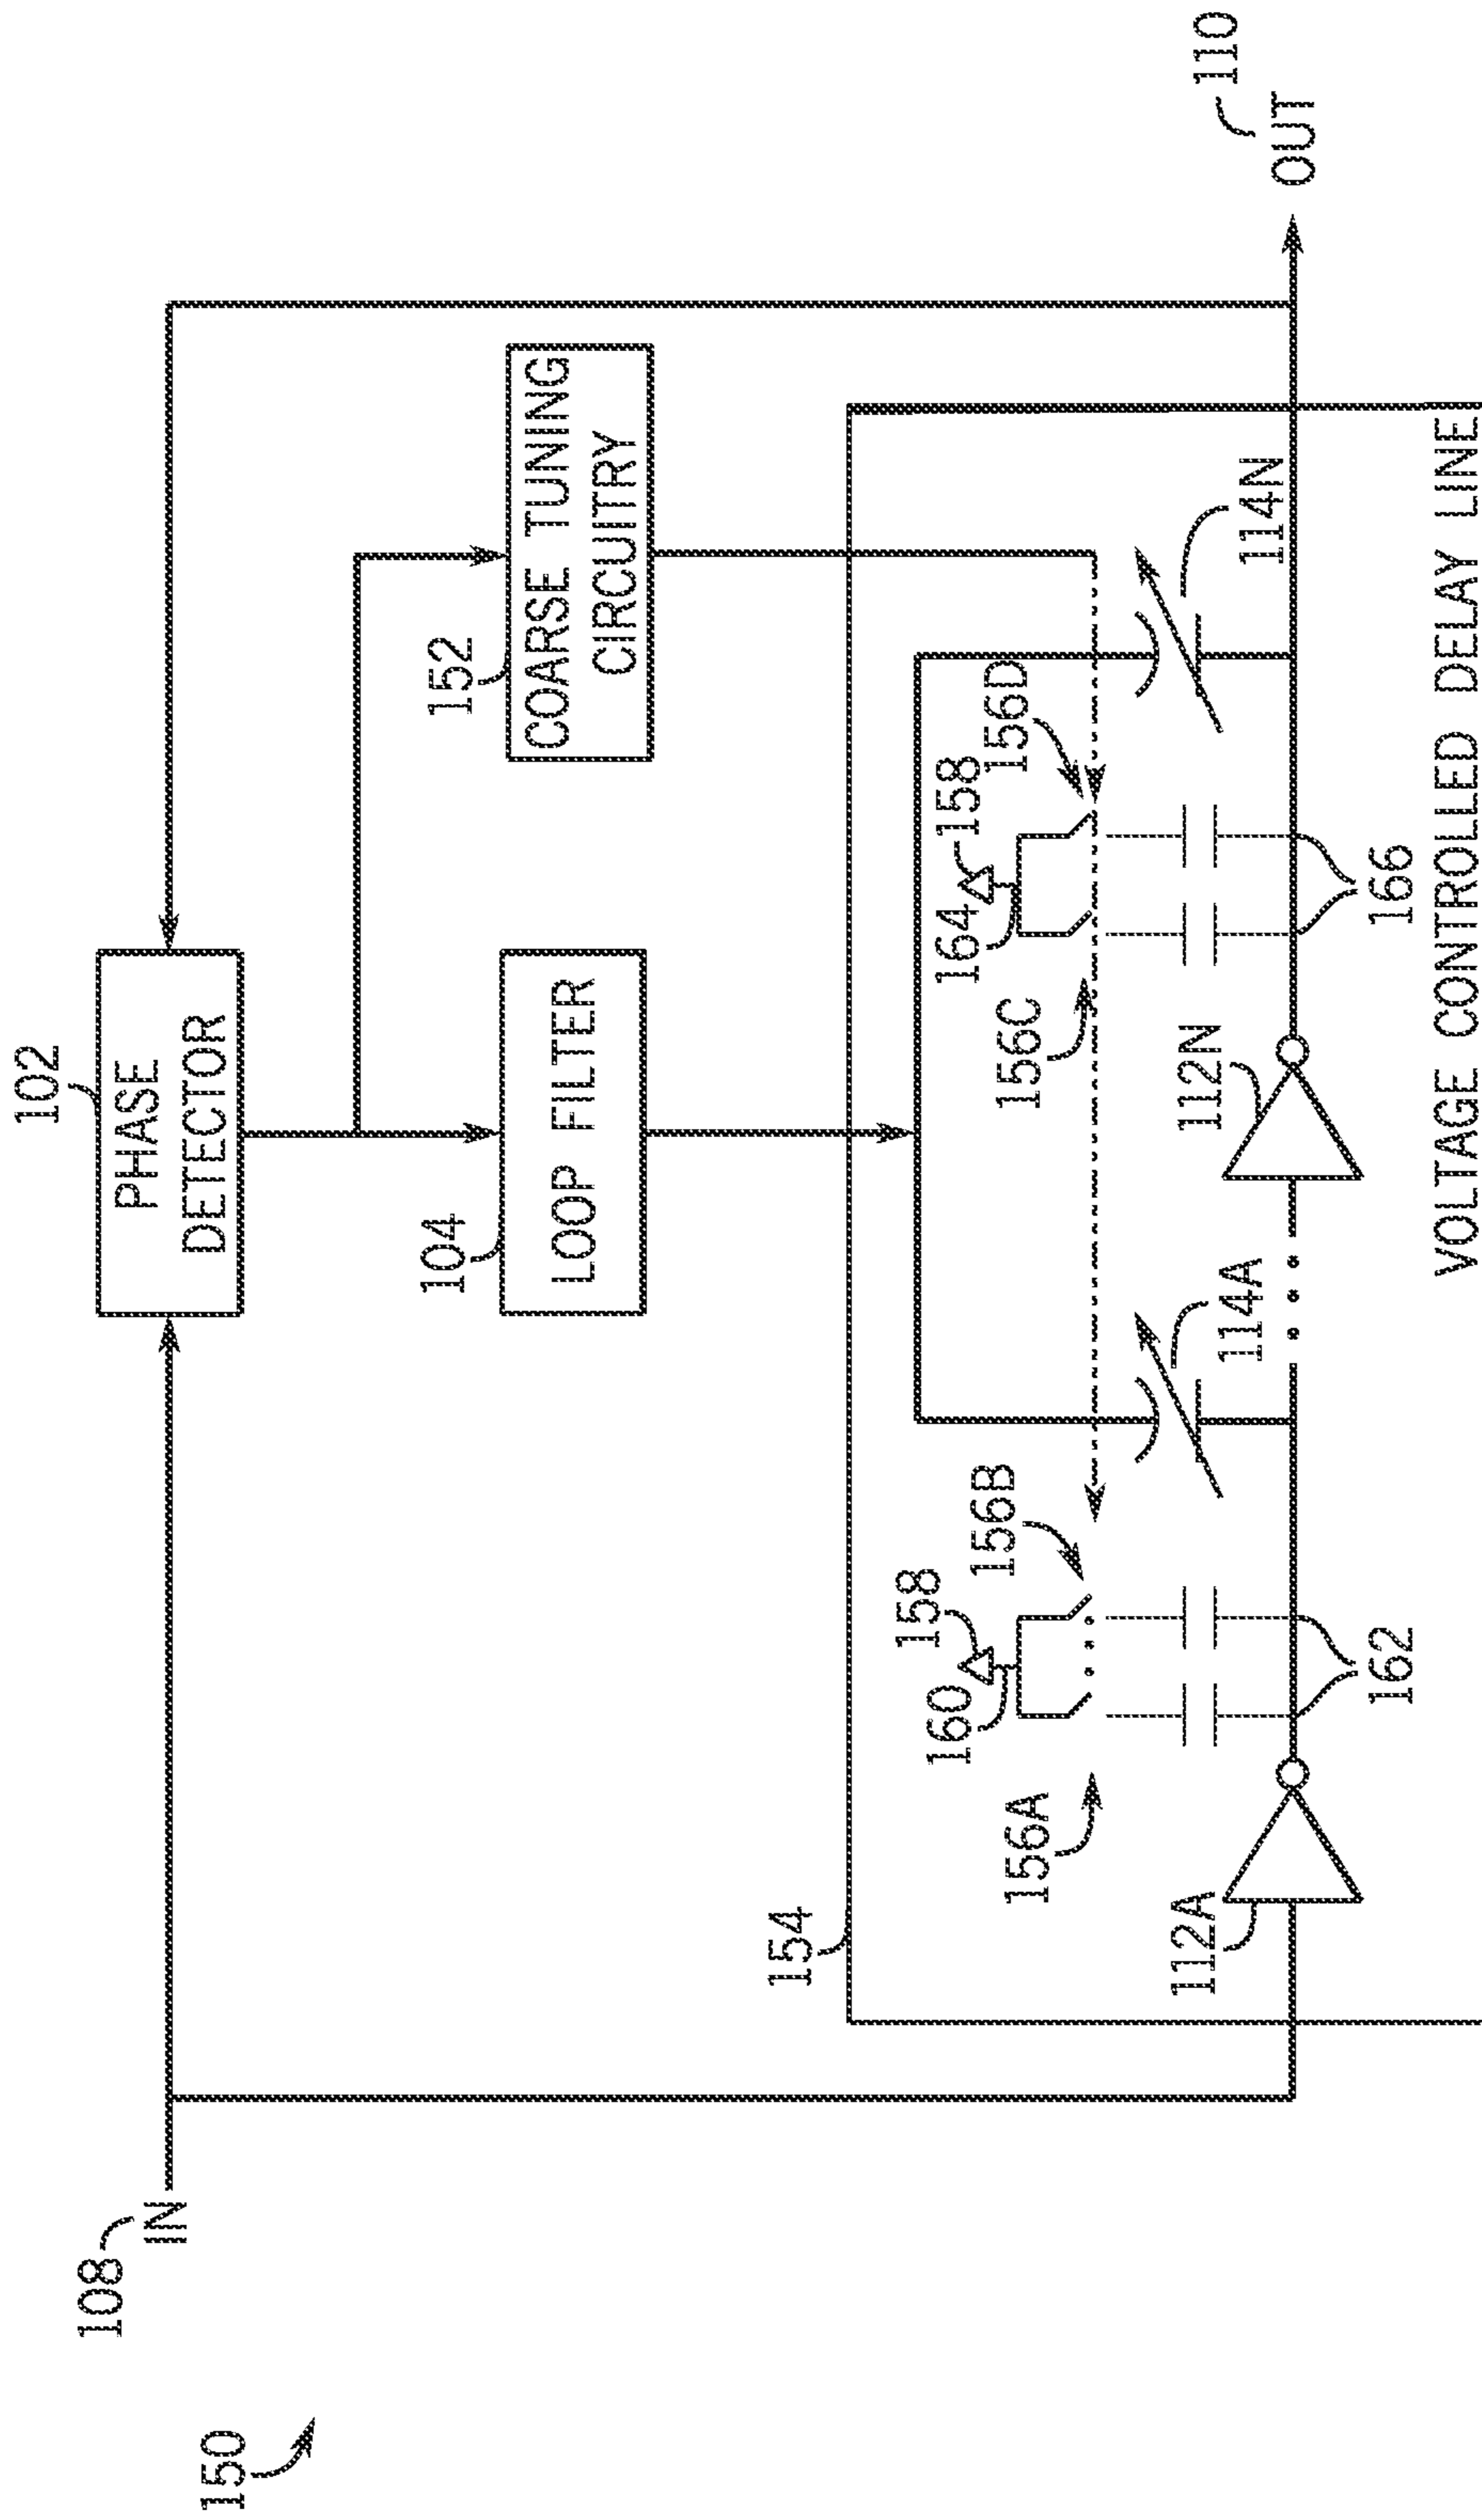 102
PHASE
DETECTOR
108
IN
110
OUT
152
COARSE TUNING
CIRCUITRY
104
LOOP FILTER
150
154
158
160
156B
156A
164
158
156D
156C
112A
114A
112N
114N
162
166
VOLTAGE CONTROLLED DELAY LINE